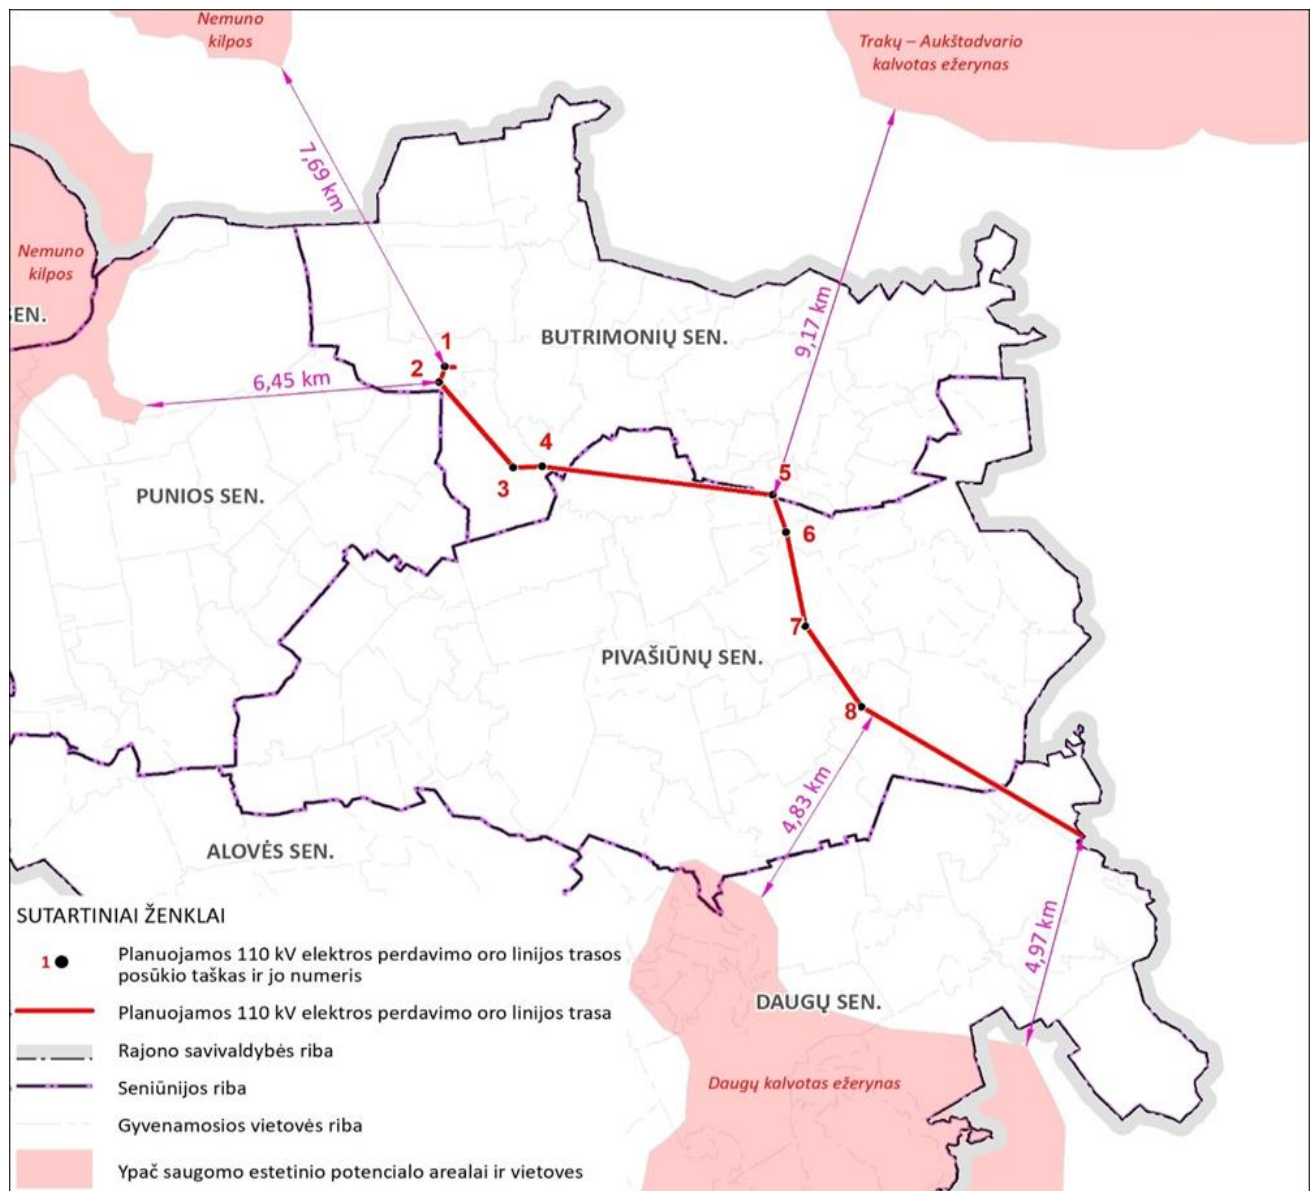 Nemuno
kilpos
Trakų – Aukštadvario
kalvotas ežerynas
7,69 km
Nemuno
kilpos
9,17 km
SEN.
BUTRIMONIŲ SEN.
1
2
6,45 km
4
3
5
PUNIOS SEN.
6
7
PIVAŠIŪNŲ SEN.
8
4,83 km
ALOVĖS SEN.
4,97 km
DAUGŲ SEN.
Daugų kalvotas ežerynas
SUTARTINIAI ŽENKLAI
1
Planuojamos 110 kV elektros perdavimo oro linijos trasos
posūkio taškas ir jo numeris
Planuojamos 110 kV elektros perdavimo oro linijos trasa
Rajono savivaldybės riba
Seniūnijos riba
Gyvenamosios vietovės riba
Ypač saugomo estetinio potencialo arealai ir vietoves